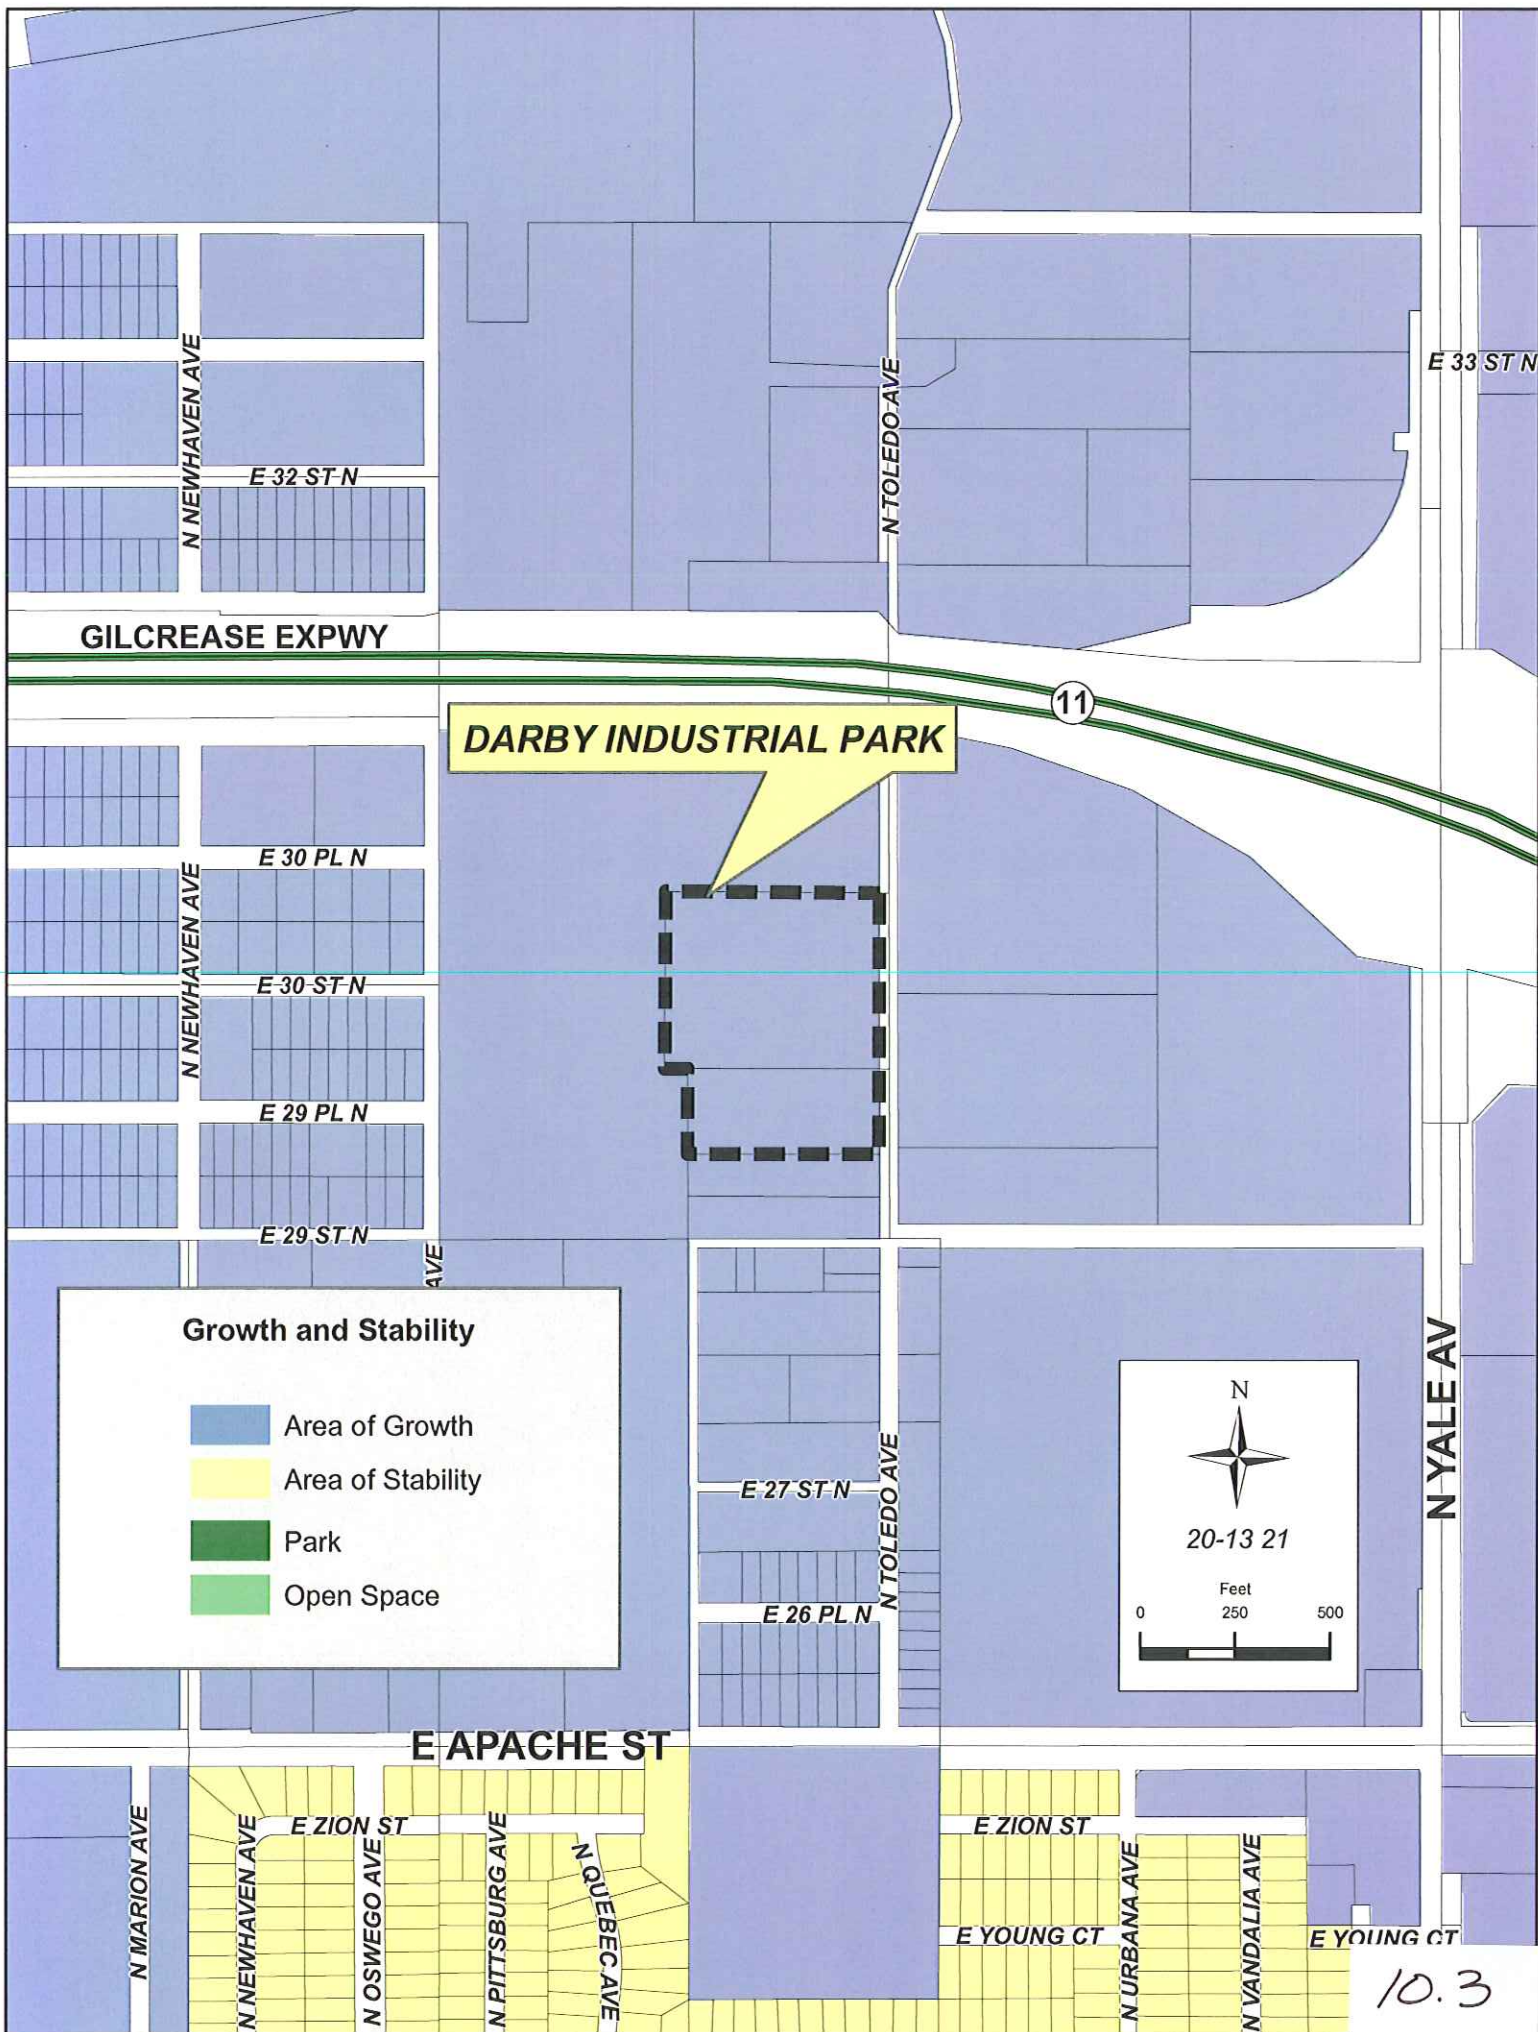 E 33 ST N
N NEWHAVEN AVE
N TOLEDO AVE
E 32 ST N
GILCREASE EXPWY
11
DARBY INDUSTRIAL PARK
E 30 PL N
N NEWHAVEN AVE
E 30 ST N
E 29 PL N
E 29 ST N
AVE
Growth and Stability
Area of Growth
Area of Stability
Park
Open Space
N YALE AV
N
20-13 21
Feet
0 250 500
E 27 ST N
N TOLEDO AVE
E 26 PL N
E APACHE ST
N MARION AVE
N NEWHAVEN AVE
E ZION ST
N OSWEGO AVE
N PITTSBURG AVE
N QUEBEC AVE
E ZION ST
E YOUNG CT
N URBANA AVE
N VANDALIA AVE
E YOUNG CT
10.3